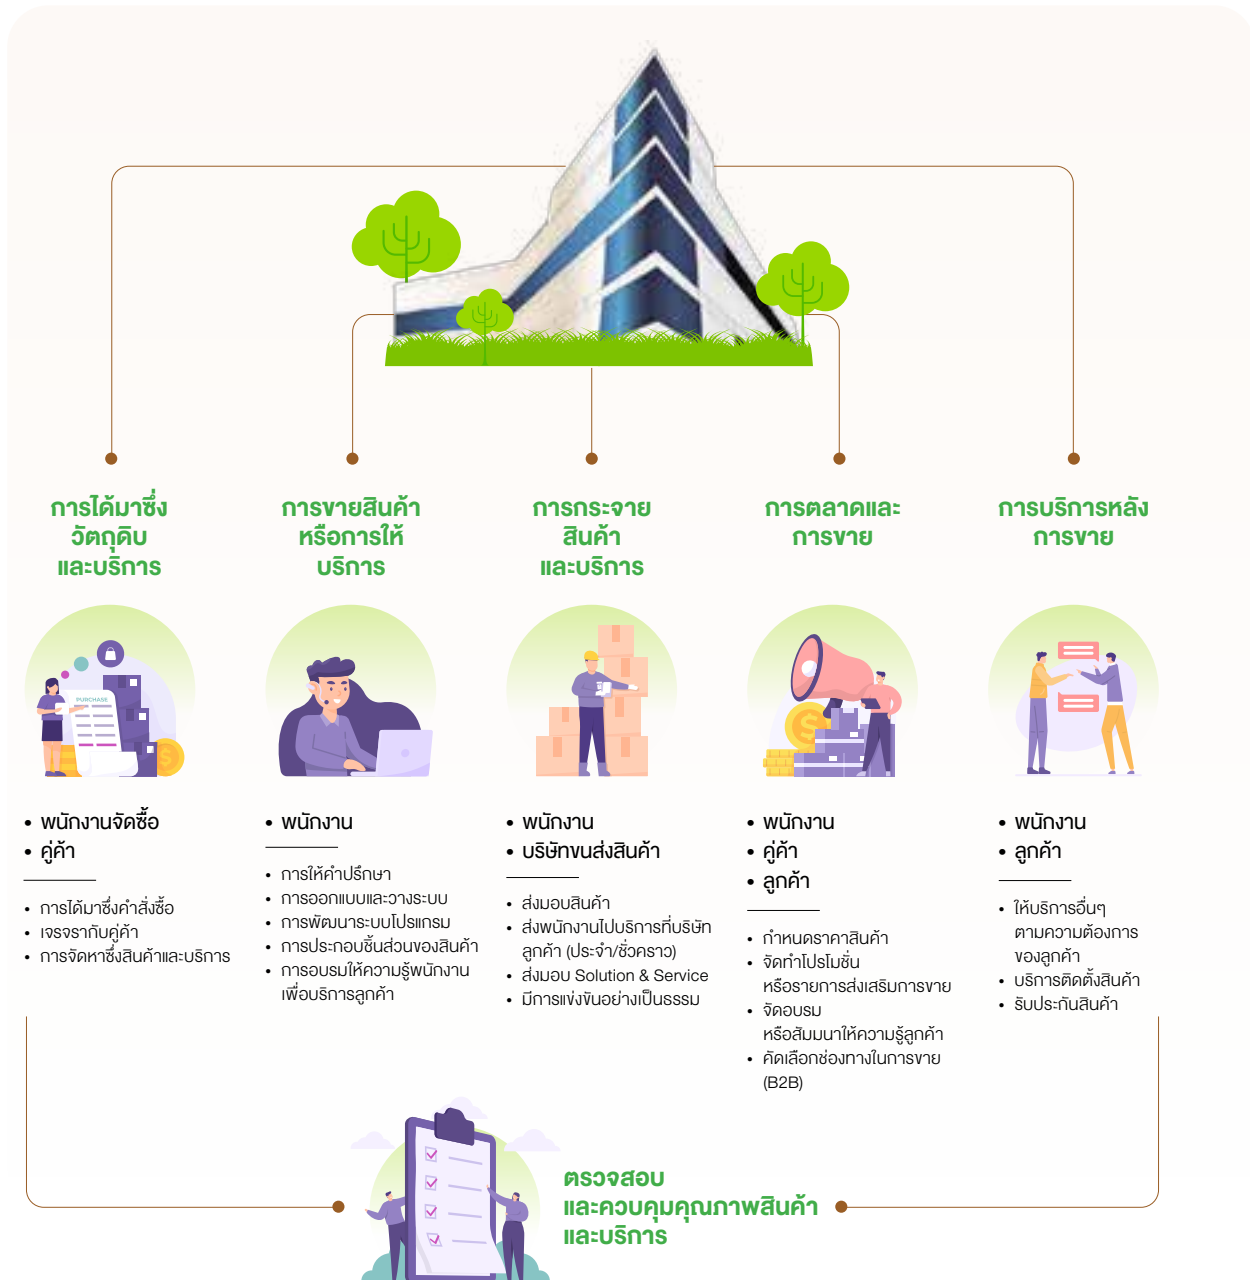 การได้มาซึ่ง
วัตถุดิบ
และบริการ
การขายสินค้า
หรือการให้
บริการ
การกระจาย
สินค้า
และบริการ
การตลาดและ
การขาย
การบริการหลัง
การขาย
PURCHASE
• พนักงานจัดซื้อ
• คู่ค้า
• การได้มาซึ่งคำสั่งซื้อ
• เจรจรากับคู่ค้า
• การจัดหาซึ่งสินค้าและบริการ
• พนักงาน
• การให้คำปรึกษา
• การออกแบบและวางระบบ
• การพัฒนาระบบโปรแกรม
• การประกอบชิ้นส่วนของสินค้า
• การอบรมให้ความรู้พนักงาน
เพื่อบริการลูกค้า
• พนักงาน
• บริษัทขนส่งสินค้า
• ส่งมอบสินค้า
• ส่งพนักงานไปบริการที่บริษัท
ลูกค้า (ประจำ/ชั่วคราว)
• ส่งมอบ Solution & Service
• มีการแข่งขันอย่างเป็นธรรม
• พนักงาน
• คู่ค้า
• ลูกค้า
• กำหนดราคาสินค้า
• จัดทำโปรโมชั่น
หรือรายการส่งเสริมการขาย
• จัดอบรม
หรือสัมมนาให้ความรู้ลูกค้า
• คัดเลือกช่องทางในการขาย
(B2B)
• พนักงาน
• ลูกค้า
• ให้บริการอื่นๆ
ตามความต้องการ
ของลูกค้า
• บริการติดตั้งสินค้า
• รับประกันสินค้า
ตรวจสอบ
และควบคุมคุณภาพสินค้า
และบริการ